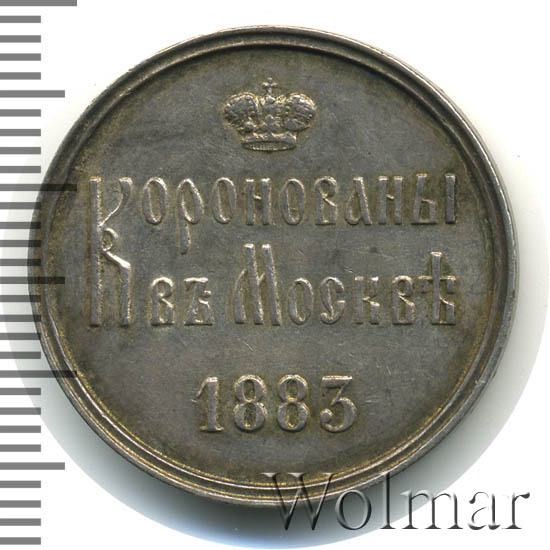 Коронованы
въ Москвѣ
1883
Wolmar